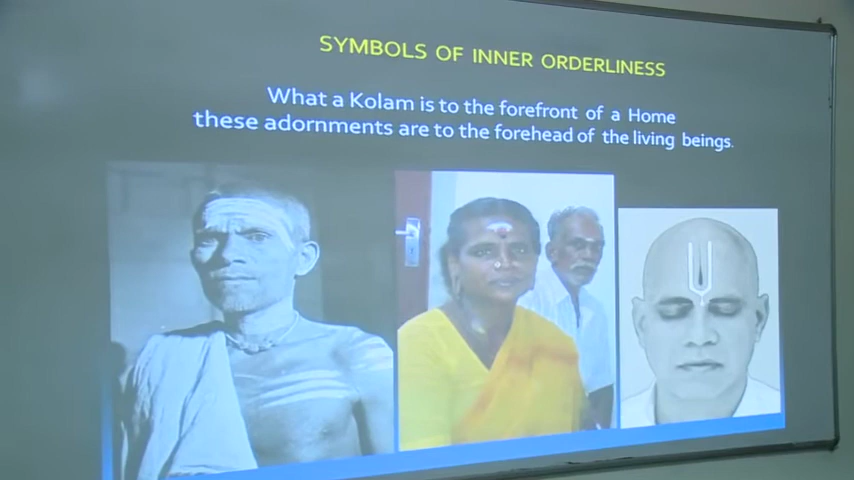 SYMBOLS OF INNER ORDERLINESS
What a Kolam is to the forefront of a Home
these adornments are to the forehead of the living beings.